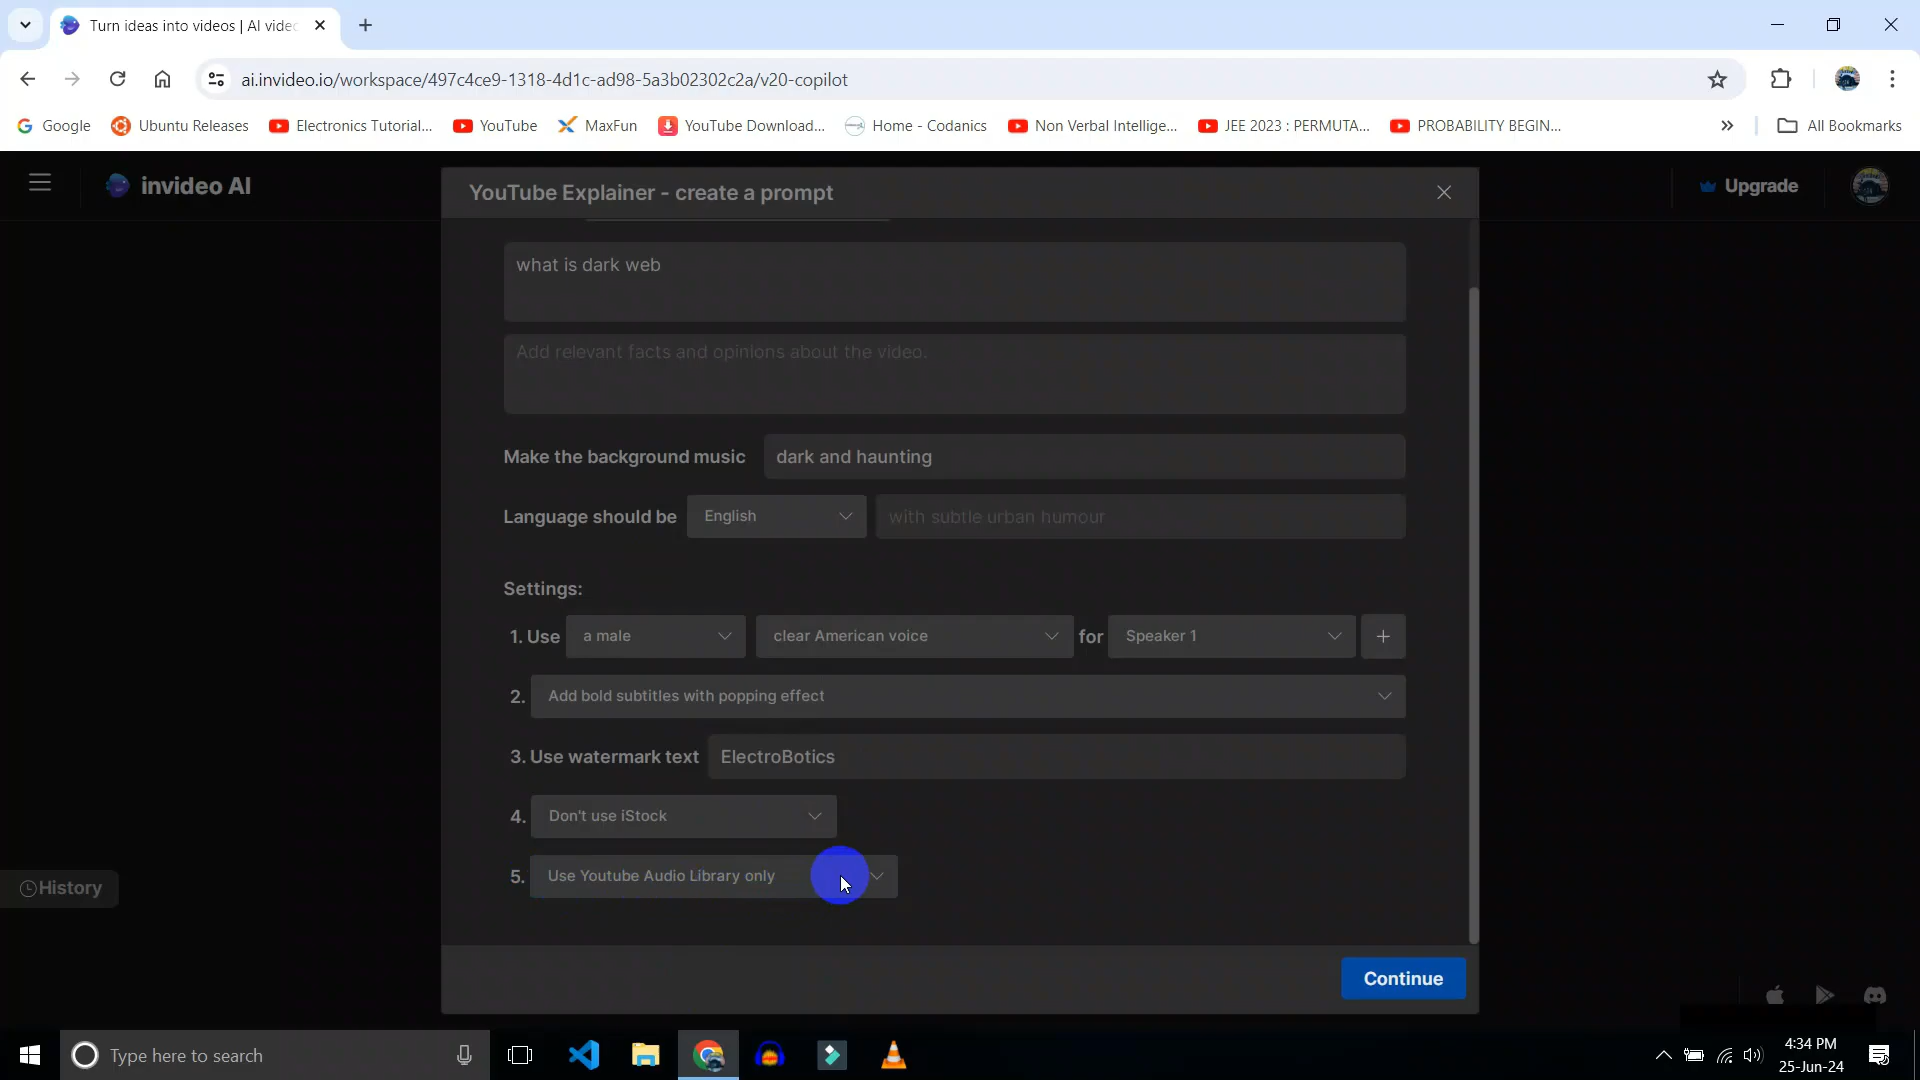 Turn ideas into videos | AI videc
ai.invideo.io/workspace/497c4ce9-1318-4d1c-ad98-5a3b02302c2a/v20-copilot
Google Ubuntu Releases Electronics Tutorial... YouTube MaxFun YouTube Download... Home - Codanics Non Verbal Intellige... JEE 2023 : PERMUTA... PROBABILITY BEGIN... All Bookmarks
invideo AI
Upgrade
YouTube Explainer - create a prompt
what is dark web
Add relevant facts and opinions about the video.
Make the background music dark and haunting
Language should be English with subtle urban humour
Settings:
1. Use a male clear American voice for Speaker 1
2. Add bold subtitles with popping effect
3. Use watermark text ElectroBotics
4. Don't use iStock
5. Use Youtube Audio Library only
History
Continue
Type here to search
4:34 PM
25-Jun-24